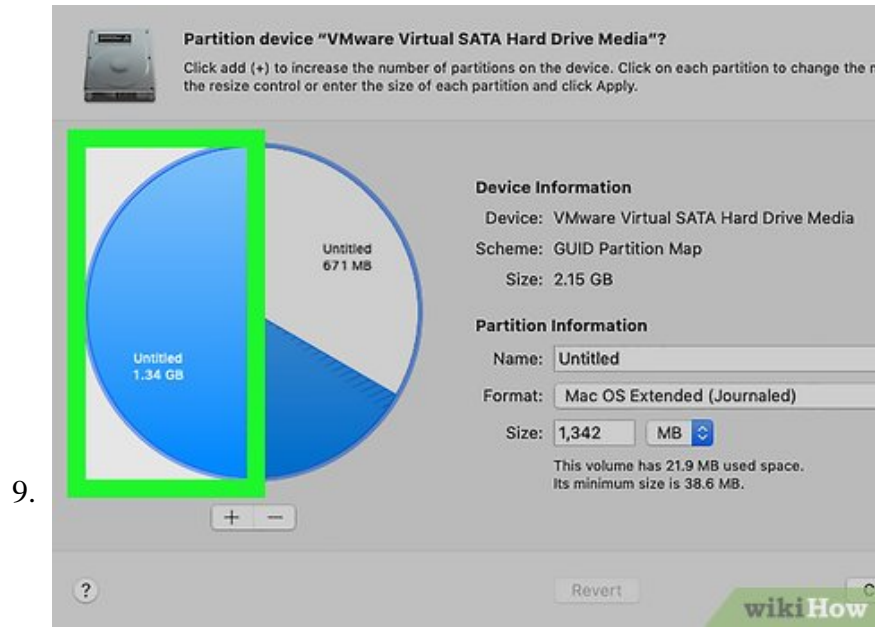 Partition device "VMware Virtual SATA Hard Drive Media"?
Click add (+) to increase the number of partitions on the device. Click on each partition to change the
the resize control or enter the size of each partition and click Apply.
Untitled
671 MB
Untitled
1.34 GB
Device Information
Device: VMware Virtual SATA Hard Drive Media
Scheme: GUID Partition Map
Size: 2.15 GB
Partition Information
Name: Untitled
Format: Mac OS Extended (Journaled)
Size: 1,342 MB
This volume has 21.9 MB used space.
Its minimum size is 38.6 MB.
9.
+ −
? Revert
wikiHow